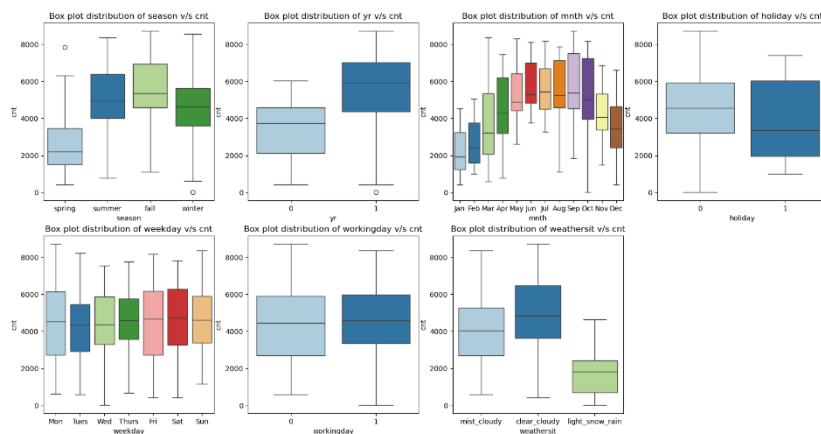 Box plot distribution of season v/s cnt
8000
6000
4000
2000
0
cnt
spring summer fall winter
season
Box plot distribution of yr v/s cnt
8000
6000
4000
2000
0
cnt
0 1
yr
Box plot distribution of mnth v/s cnt
8000
6000
4000
2000
0
cnt
Jan Feb Mar Apr May Jun Jul Aug Sep Oct Nov Dec
mnth
Box plot distribution of holiday v/s cnt
8000
6000
4000
2000
0
cnt
0 1
holiday
Box plot distribution of weekday v/s cnt
8000
6000
4000
2000
0
cnt
Mon Tues Wed Thurs Fri Sat Sun
weekday
Box plot distribution of workingday v/s cnt
8000
6000
4000
2000
0
cnt
0 1
workingday
Box plot distribution of weathersit v/s cnt
8000
6000
4000
2000
0
cnt
mist_cloudy clear_cloudy light_snow_rain
weathersit